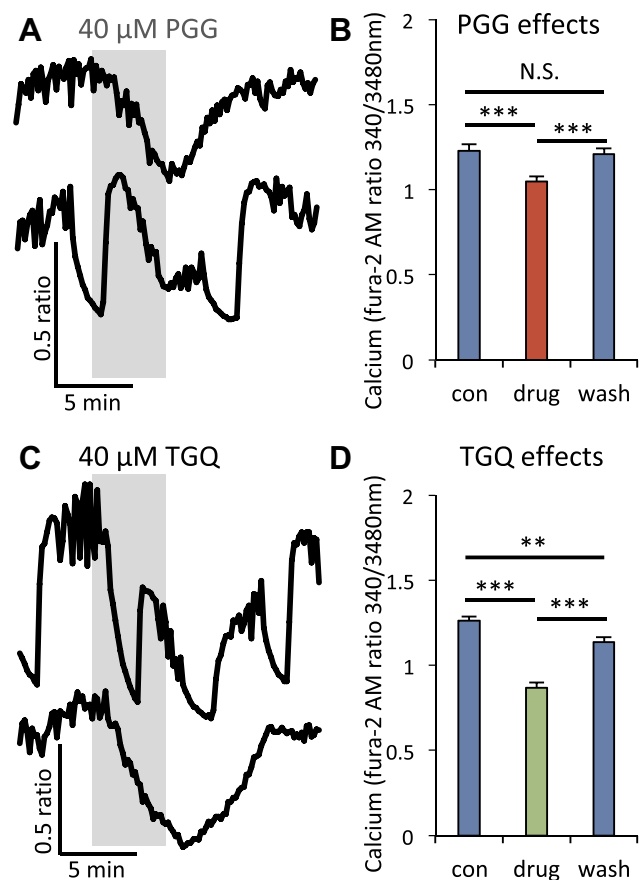 A
40 µM PGG
0.5 ratio
5 min
B
PGG effects
Calcium (fura-2 AM ratio 340/3480nm)
2
1.5
1
0.5
0
N.S.
***
***
con drug wash
C
40 µM TGQ
0.5 ratio
5 min
D
TGQ effects
Calcium (fura-2 AM ratio 340/3480nm)
2
1.5
1
0.5
0
**
***
***
con drug wash